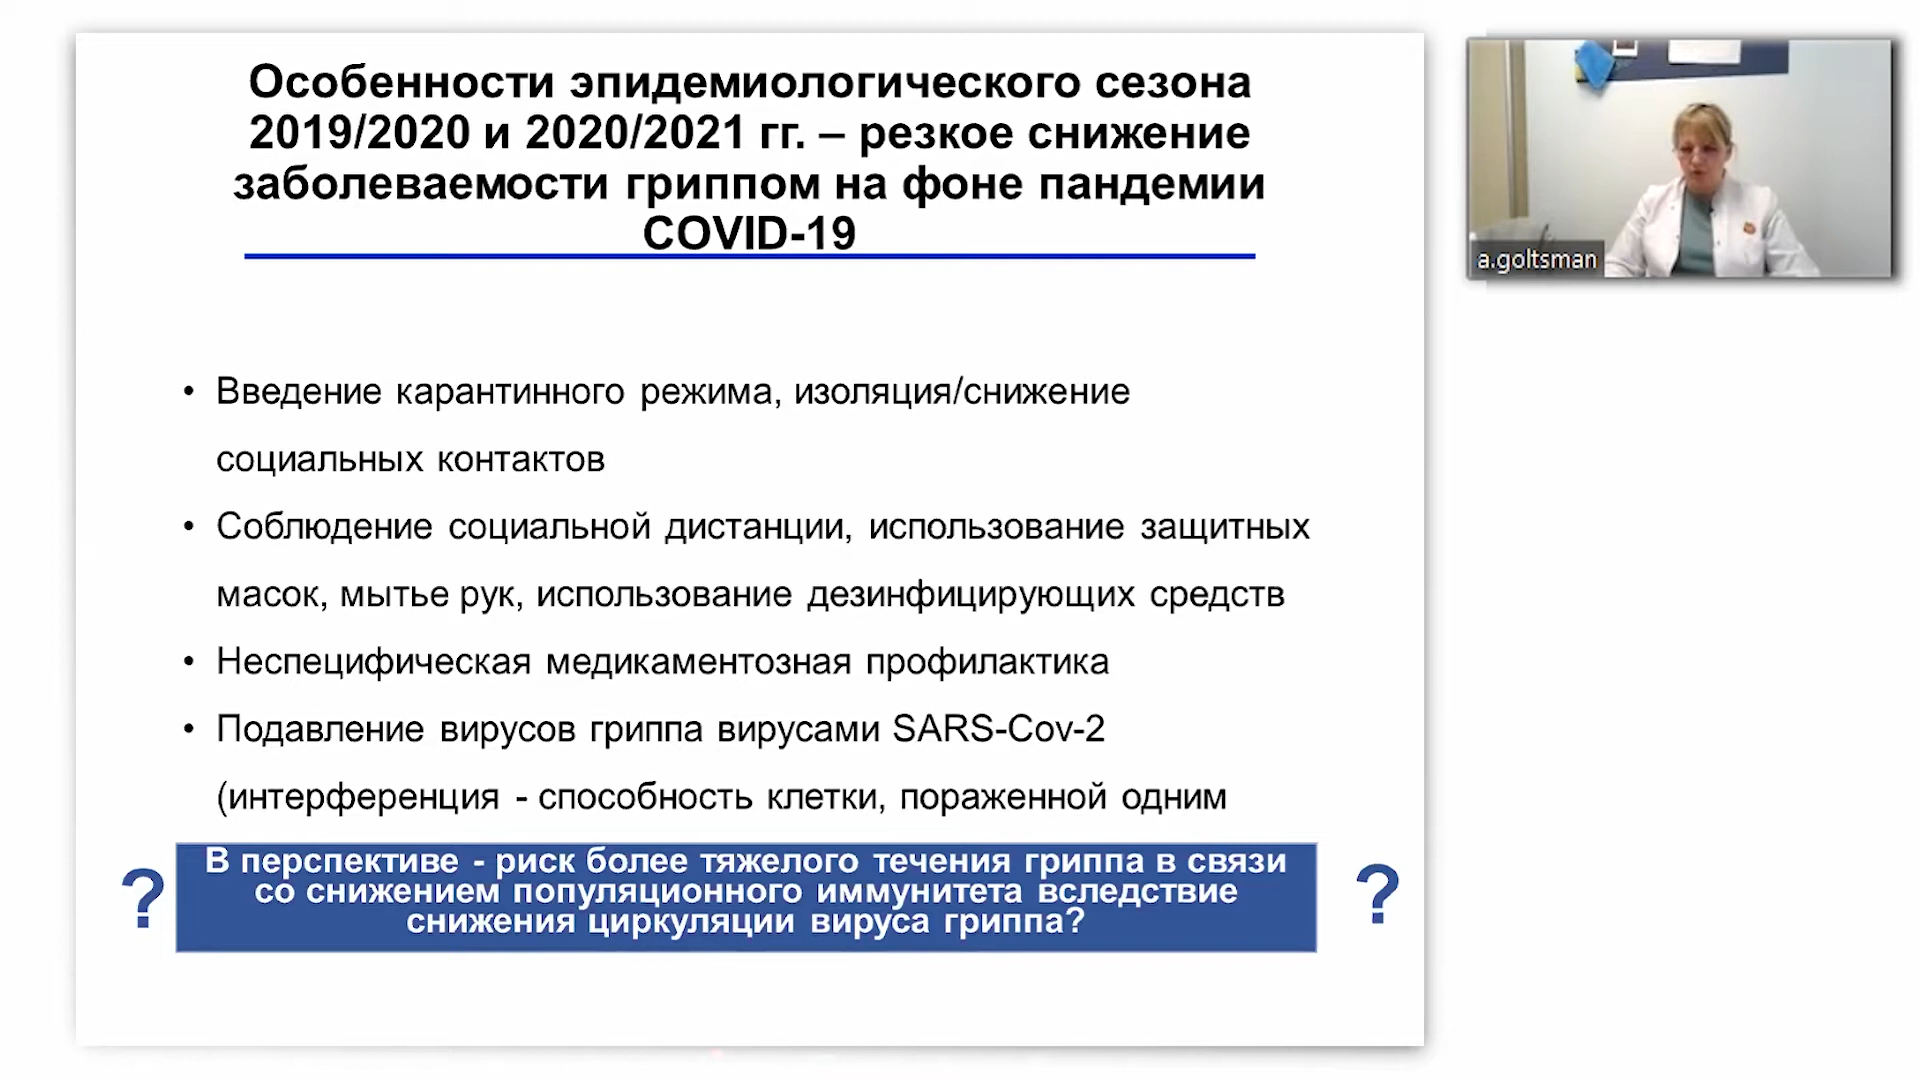 Особенности эпидемиологического сезона
2019/2020 и 2020/2021 гг. – резкое снижение
заболеваемости гриппом на фоне пандемии
COVID-19
• Введение карантинного режима, изоляция/снижение
социальных контактов
• Соблюдение социальной дистанции, использование защитных
масок, мытье рук, использование дезинфицирующих средств
• Неспецифическая медикаментозная профилактика
• Подавление вирусов гриппа вирусами SARS-Cov-2
(интерференция - способность клетки, пораженной одним
? В перспективе - риск более тяжелого течения гриппа в связи ?
со снижением популяционного иммунитета вследствие
снижения циркуляции вируса гриппа?
a.goltsman